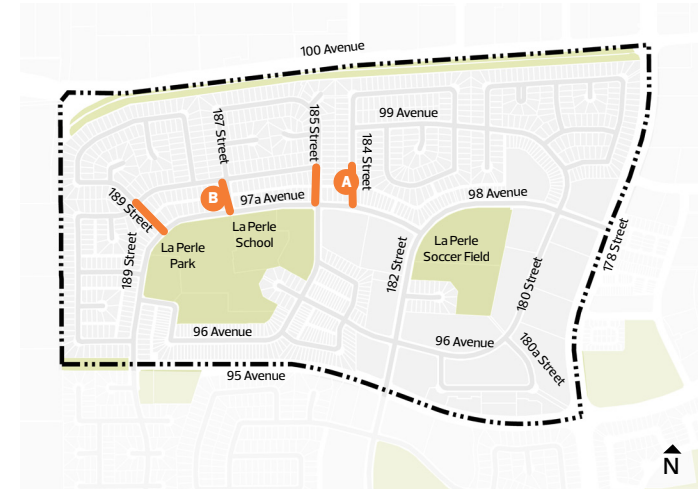 100 Avenue
99 Avenue
187 Street
185 Street
184 Street
A
B
189 Street
97a Avenue
98 Avenue
La Perle
School
La Perle
Park
189 Street
La Perle
Soccer Field
182 Street
180 Street
178 Street
96 Avenue
96 Avenue
180a Street
95 Avenue
N